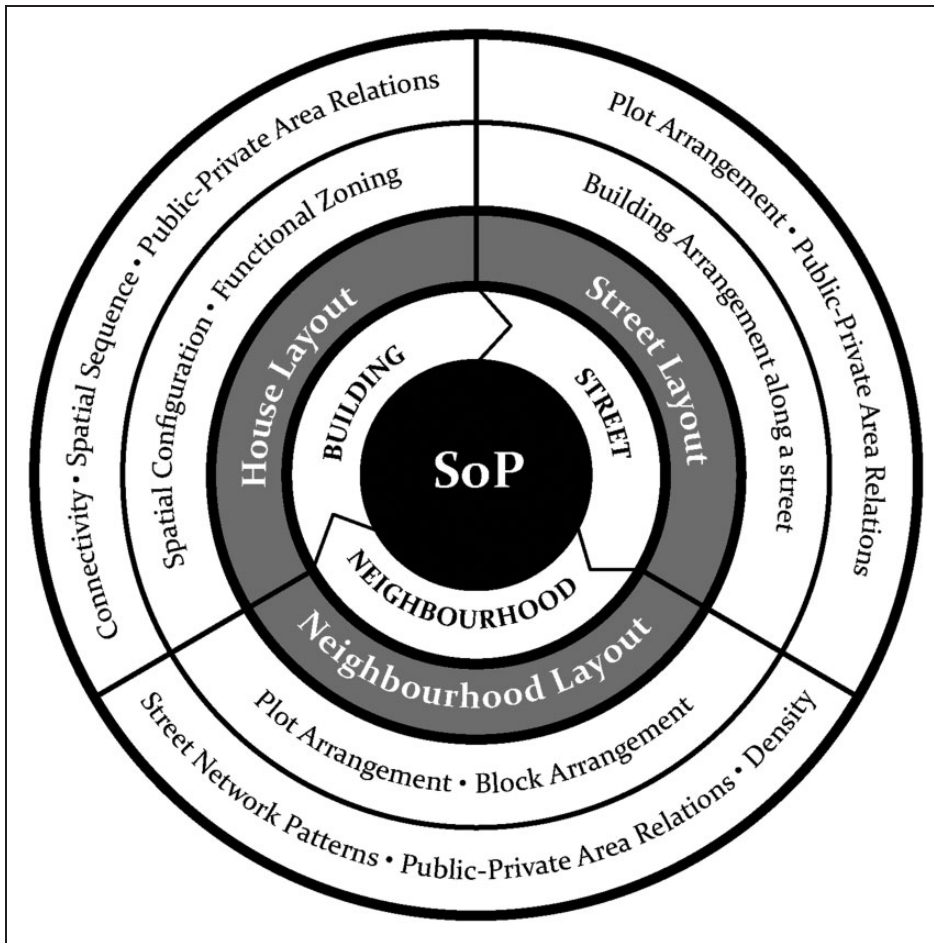 SoP
BUILDING
STREET
NEIGHBOURHOOD
House Layout
Street Layout
Neighbourhood Layout
Spatial Configuration • Functional Zoning
Building Arrangement along a street
Plot Arrangement • Block Arrangement
Connectivity • Spatial Sequence • Public-Private Area Relations
Plot Arrangement • Public-Private Area Relations
Street Network Patterns • Public-Private Area Relations • Density